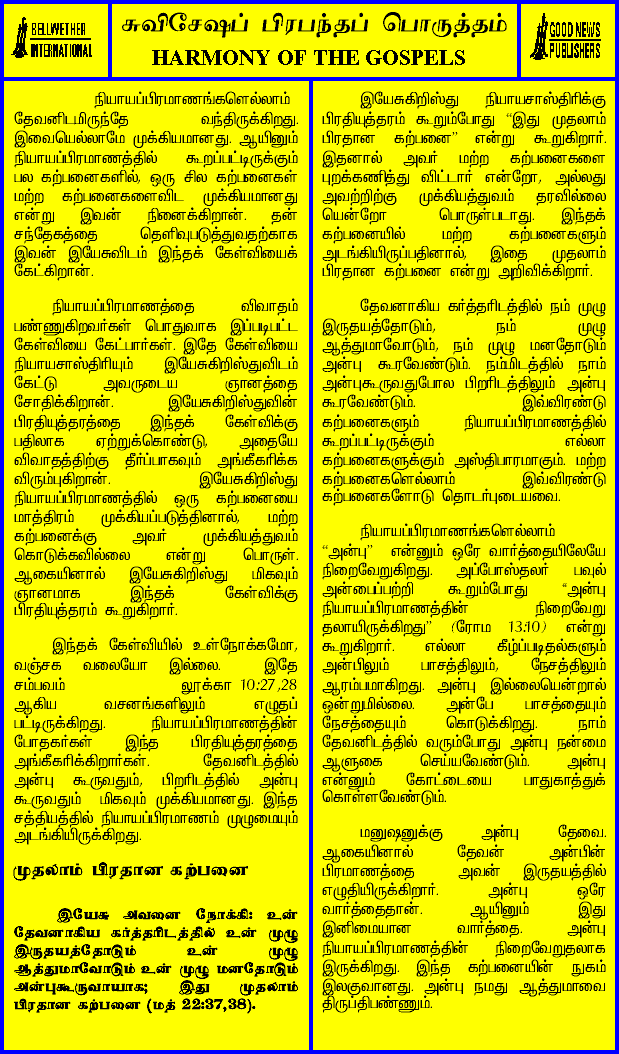 BELLWETHER
INTERNATIONAL
சுவிசேஷப் பிரபந்தப் பொருத்தம்
HARMONY OF THE GOSPELS
GOOD NEWS
PUBLISHERS
நியாயப்பிரமாணங்களெல்லாம்
தேவனிடமிருந்தே வந்திருக்கிறது.
இவையெல்லாமே முக்கியமானது. ஆயினும்
நியாயப்பிரமாணத்தில் கூறப்பட்டிருக்கும்
பல கற்பனைகளில், ஒரு சில கற்பனைகள்
மற்ற கற்பனைகளைவிட முக்கியமானது
என்று இவன் நினைக்கிறான். தன்
சந்தேகத்தை தெளிவுபடுத்துவதற்காக
இவன் இயேசுவிடம் இந்தக் கேள்வியைக்
கேட்கிறான்.
நியாயப்பிரமாணத்தை விவாதம்
பண்ணுகிறவர்கள் பொதுவாக இப்படிபட்ட
கேள்வியை கேட்பார்கள். இதே கேள்வியை
நியாயசாஸ்திரியும் இயேசுகிறிஸ்துவிடம்
கேட்டு அவருடைய ஞானத்தை
சோதிக்கிறான். இயேசுகிறிஸ்துவின்
பிரதியுத்தரத்தை இந்தக் கேள்விக்கு
பதிலாக ஏற்றுக்கொண்டு, அதையே
விவாதத்திற்கு தீர்ப்பாகவும் அங்கீகரிக்க
விரும்புகிறான். இயேசுகிறிஸ்து
நியாயப்பிரமாணத்தில் ஒரு கற்பனையை
மாத்திரம் முக்கியப்படுத்தினால், மற்ற
கற்பனைக்கு அவர் முக்கியத்துவம்
கொடுக்கவில்லை என்று பொருள்.
ஆகையினால் இயேசுகிறிஸ்து மிகவும்
ஞானமாக இந்தக் கேள்விக்கு
பிரதியுத்தரம் கூறுகிறார்.
இந்தக் கேள்வியில் உள்நோக்கமோ,
வஞ்சக வலையோ இல்லை. இதே
சம்பவம் லூக்கா 10:27,28
ஆகிய வசனங்களிலும் எழுதப்
பட்டிருக்கிறது. நியாயப்பிரமாணத்தின்
போதகர்கள் இந்த பிரதியுத்தரத்தை
அங்கீகரிக்கிறார்கள். தேவனிடத்தில்
அன்பு கூருவதும், பிறரிடத்தில் அன்பு
கூருவதும் மிகவும் முக்கியமானது. இந்த
சத்தியத்தில் நியாயப்பிரமாணம் முழுமையும்
அடங்கியிருக்கிறது.
முதலாம் பிரதான கற்பனை
இயேசு அவனை நோக்கி: உன்
தேவனாகிய கர்த்தரிடத்தில் உன் முழு
இருதயத்தோடும் உன் முழு
ஆத்துமாவோடும் உன் முழு மனதோடும்
அன்புகூருவாயாக; இது முதலாம்
பிரதான கற்பனை (மத் 22:37,38).
இயேசுகிறிஸ்து நியாயசாஸ்திரிக்கு
பிரதியுத்தரம் கூறும்போது “இது முதலாம்
பிரதான கற்பனை” என்று கூறுகிறார்.
இதனால் அவர் மற்ற கற்பனைகளை
புறக்கணித்து விட்டார் என்றோ, அல்லது
அவற்றிற்கு முக்கியத்துவம் தரவில்லை
யென்றோ பொருள்படாது. இந்தக்
கற்பனையில் மற்ற கற்பனைகளும்
அடங்கியிருப்பதினால், இதை முதலாம்
பிரதான கற்பனை என்று அறிவிக்கிறார்.
தேவனாகிய கர்த்தரிடத்தில் நம் முழு
இருதயத்தோடும், நம் முழு
ஆத்துமாவோடும், நம் முழு மனதோடும்
அன்பு கூரவேண்டும். நம்மிடத்தில் நாம்
அன்புகூருவதுபோல பிறரிடத்திலும் அன்பு
கூரவேண்டும். இவ்விரண்டு
கற்பனைகளும் நியாயப்பிரமாணத்தில்
கூறப்பட்டிருக்கும் எல்லா
கற்பனைகளுக்கும் அஸ்திபாரமாகும். மற்ற
கற்பனைகளெல்லாம் இவ்விரண்டு
கற்பனைகளோடு தொடர்புடையவை.
நியாயப்பிரமாணங்களெல்லாம்
“அன்பு” என்னும் ஒரே வார்த்தையிலேயே
நிறைவேறுகிறது. அப்போஸ்தலர் பவுல்
அன்பைப்பற்றி கூறும்போது “அன்பு
நியாயப்பிரமாணத்தின் நிறைவேறு
தலாயிருக்கிறது” (ரோம 13:10) என்று
கூறுகிறார். எல்லா கீழ்ப்படிதல்களும்
அன்பிலும் பாசத்திலும், நேசத்திலும்
ஆரம்பமாகிறது. அன்பு இல்லையென்றால்
ஒன்றுமில்லை. அன்பே பாசத்தையும்
நேசத்தையும் கொடுக்கிறது. நாம்
தேவனிடத்தில் வரும்போது அன்பு நன்மை
ஆளுகை செய்யவேண்டும். அன்பு
என்னும் கோட்டையை பாதுகாத்துக்
கொள்ளவேண்டும்.
மனுஷனுக்கு அன்பு தேவை.
ஆகையினால் தேவன் அன்பின்
பிரமாணத்தை அவன் இருதயத்தில்
எழுதியிருக்கிறார். அன்பு ஒரே
வார்த்தைதான். ஆயினும் இது
இனிமையான வார்த்தை. அன்பு
நியாயப்பிரமாணத்தின் நிறைவேறுதலாக
இருக்கிறது. இந்த கற்பனையின் நுகம்
இலகுவானது. அன்பு நமது ஆத்துமாவை
திருப்திபண்ணும்.